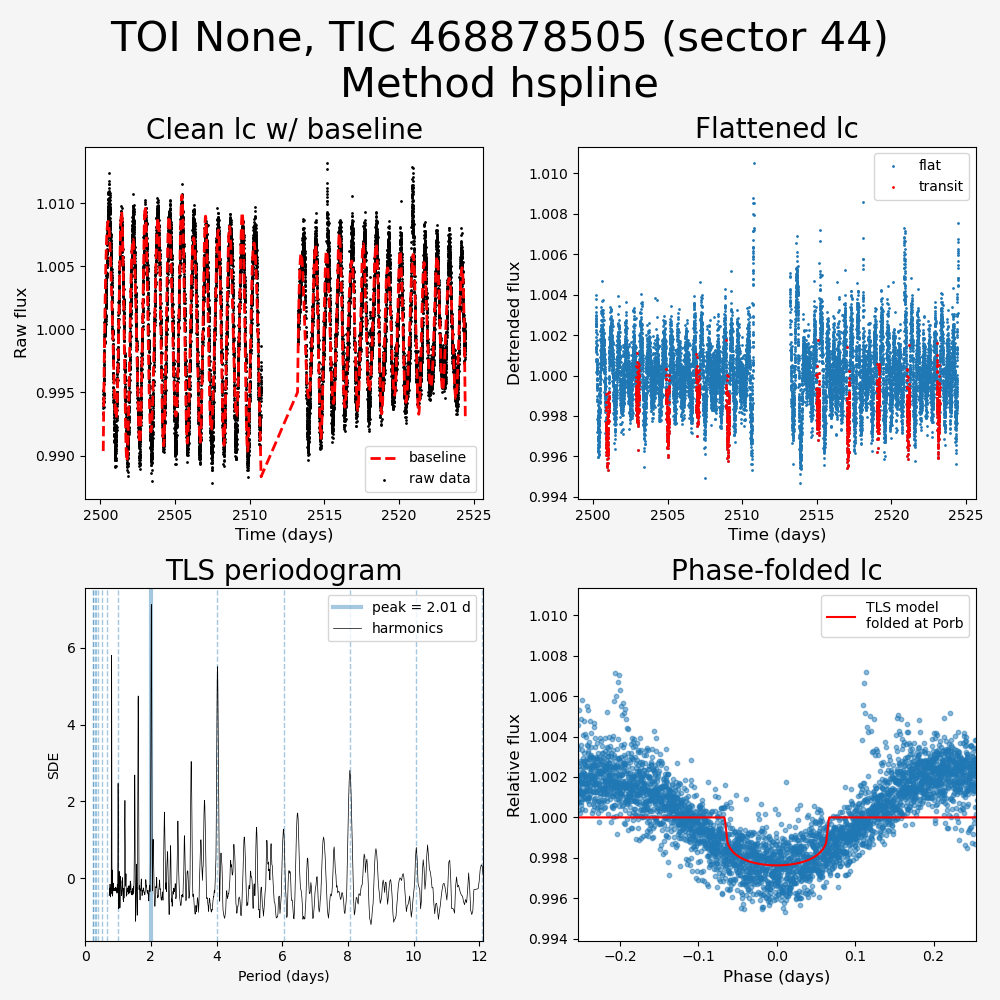 TOI None, TIC 468878505 (sector 44)
Method hspline
Clean lc w/ baseline
Raw flux
1.010
1.005
1.000
0.995
0.990
baseline
raw data
2500
2505
2510
2515
2520
2525
Time (days)
Flattened lc
Detrended flux
1.010
1.008
1.006
1.004
1.002
1.000
0.998
0.996
0.994
flat
transit
2500
2505
2510
2515
2520
2525
Time (days)
TLS periodogram
SDE
6
4
2
0
peak = 2.01 d
harmonics
0
2
4
6
8
10
12
Period (days)
Phase-folded lc
Relative flux
1.010
1.008
1.006
1.004
1.002
1.000
0.998
0.996
0.994
TLS model
folded at Porb
−0.2
−0.1
0.0
0.1
0.2
Phase (days)